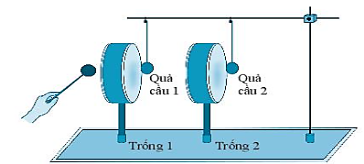 Quả
cầu 1
Quả
cầu 2
Trống 1
Trống 2